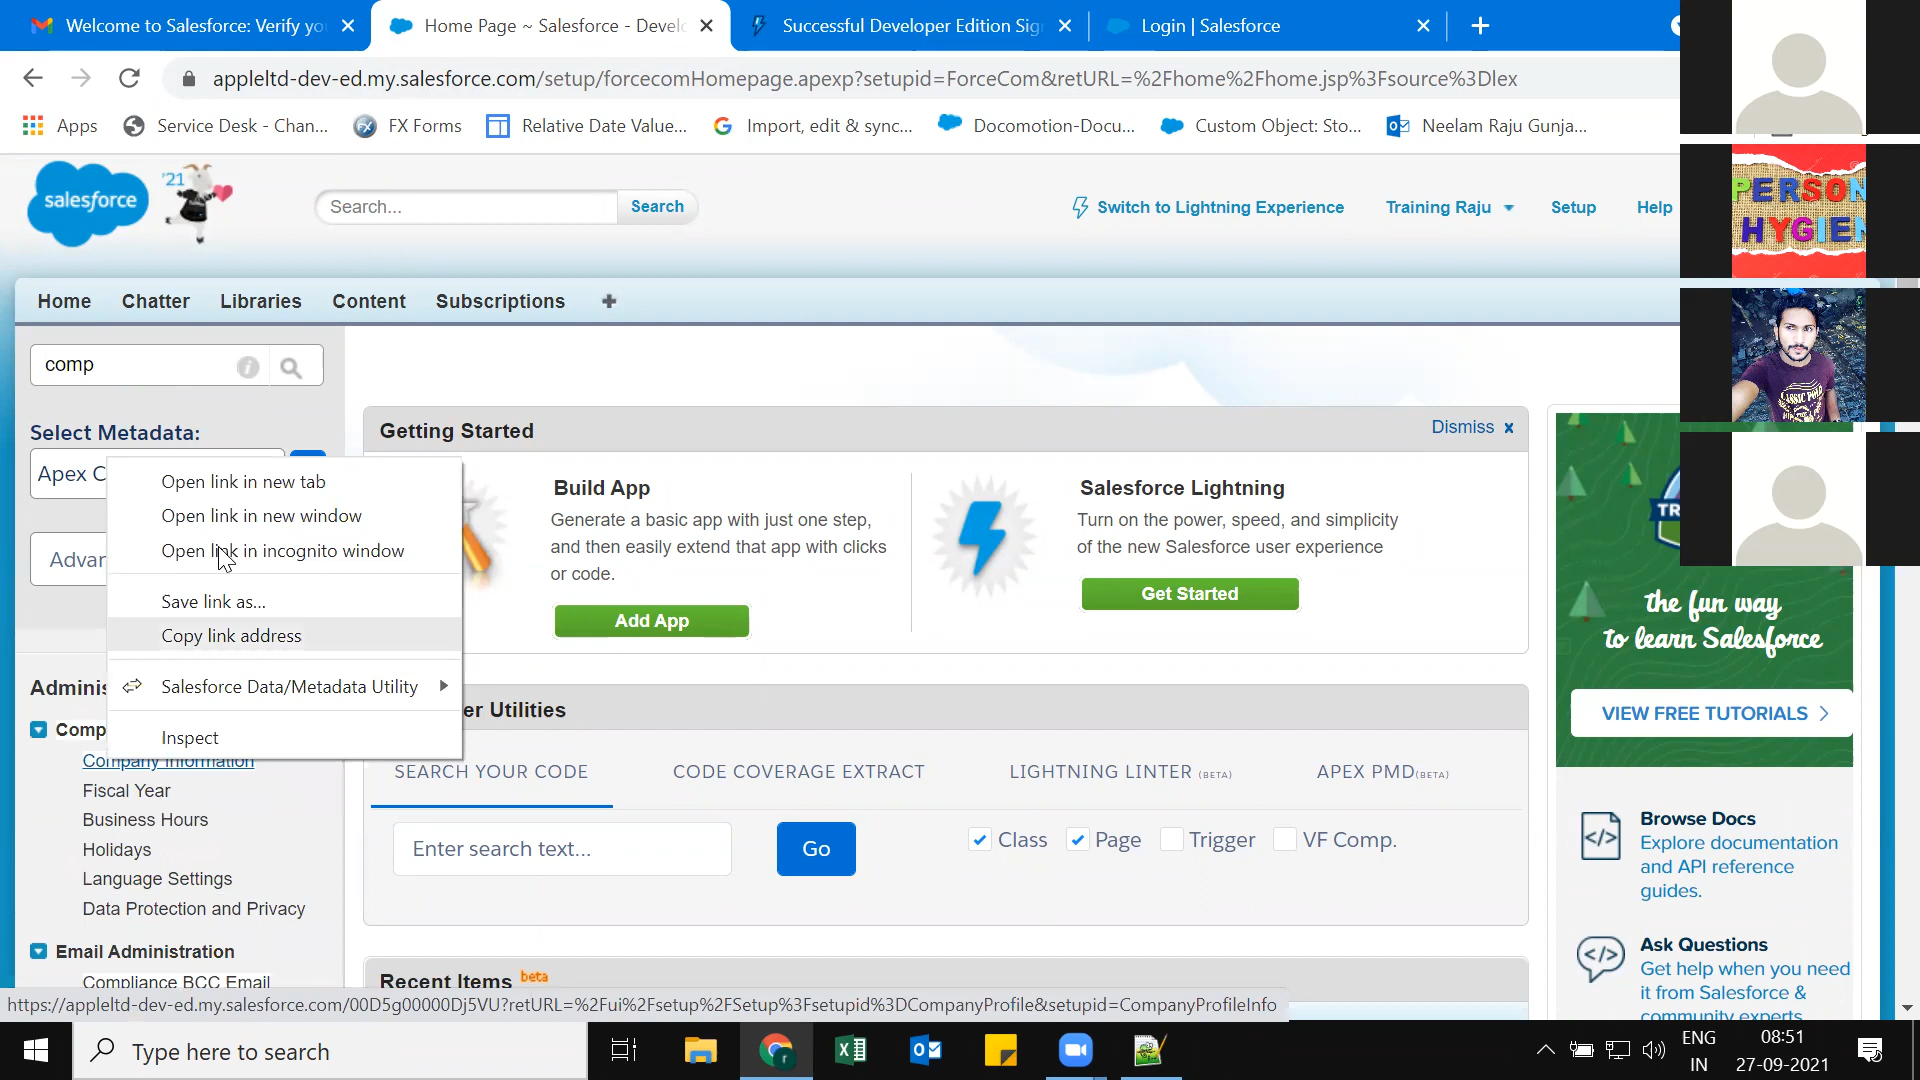 Welcome to Salesforce: Verify yo
Home Page ~ Salesforce - Develo
Successful Developer Edition Sig
Login | Salesforce
appleltd-dev-ed.my.salesforce.com/setup/forcecomHomepage.apexp?setupid=ForceCom&retURL=%2Fhome%2Fhome.jsp%3Fsource%3Dlex
Apps
Service Desk - Chan...
FX Forms
Relative Date Value...
Import, edit & sync...
Docomotion-Docu...
Custom Object: Sto...
Neelam Raju Gunja...
salesforce
'21
Search...
Search
Switch to Lightning Experience
Training Raju
Setup
Help
PERSON
HYGIEN
CLASSIC POLO
Home
Chatter
Libraries
Content
Subscriptions
comp
Select Metadata:
Apex C
Advan
Open link in new tab
Open link in new window
Open link in incognito window
Save link as...
Copy link address
Salesforce Data/Metadata Utility
Inspect
Getting Started
Dismiss x
Build App
Generate a basic app with just one step,
and then easily extend that app with clicks
or code.
Add App
Salesforce Lightning
Turn on the power, speed, and simplicity
of the new Salesforce user experience
Get Started
TR
the fun way
to learn Salesforce
VIEW FREE TUTORIALS
Adminis
Comp
Company Information
Fiscal Year
Business Hours
Holidays
Language Settings
Data Protection and Privacy
Email Administration
Compliance BCC Email
er Utilities
SEARCH YOUR CODE
CODE COVERAGE EXTRACT
LIGHTNING LINTER (BETA)
APEX PMD(BETA)
Enter search text...
Go
Class
Page
Trigger
VF Comp.
Recent Items beta
Browse Docs
Explore documentation
and API reference
guides.
Ask Questions
Get help when you need
it from Salesforce &
community experts
https://appleltd-dev-ed.my.salesforce.com/00D5g00000Dj5VU?retURL=%2Fui%2Fsetup%2FSetup%3Fsetupid%3DCompanyProfile&setupid=CompanyProfileInfo
Type here to search
ENG
IN
08:51
27-09-2021